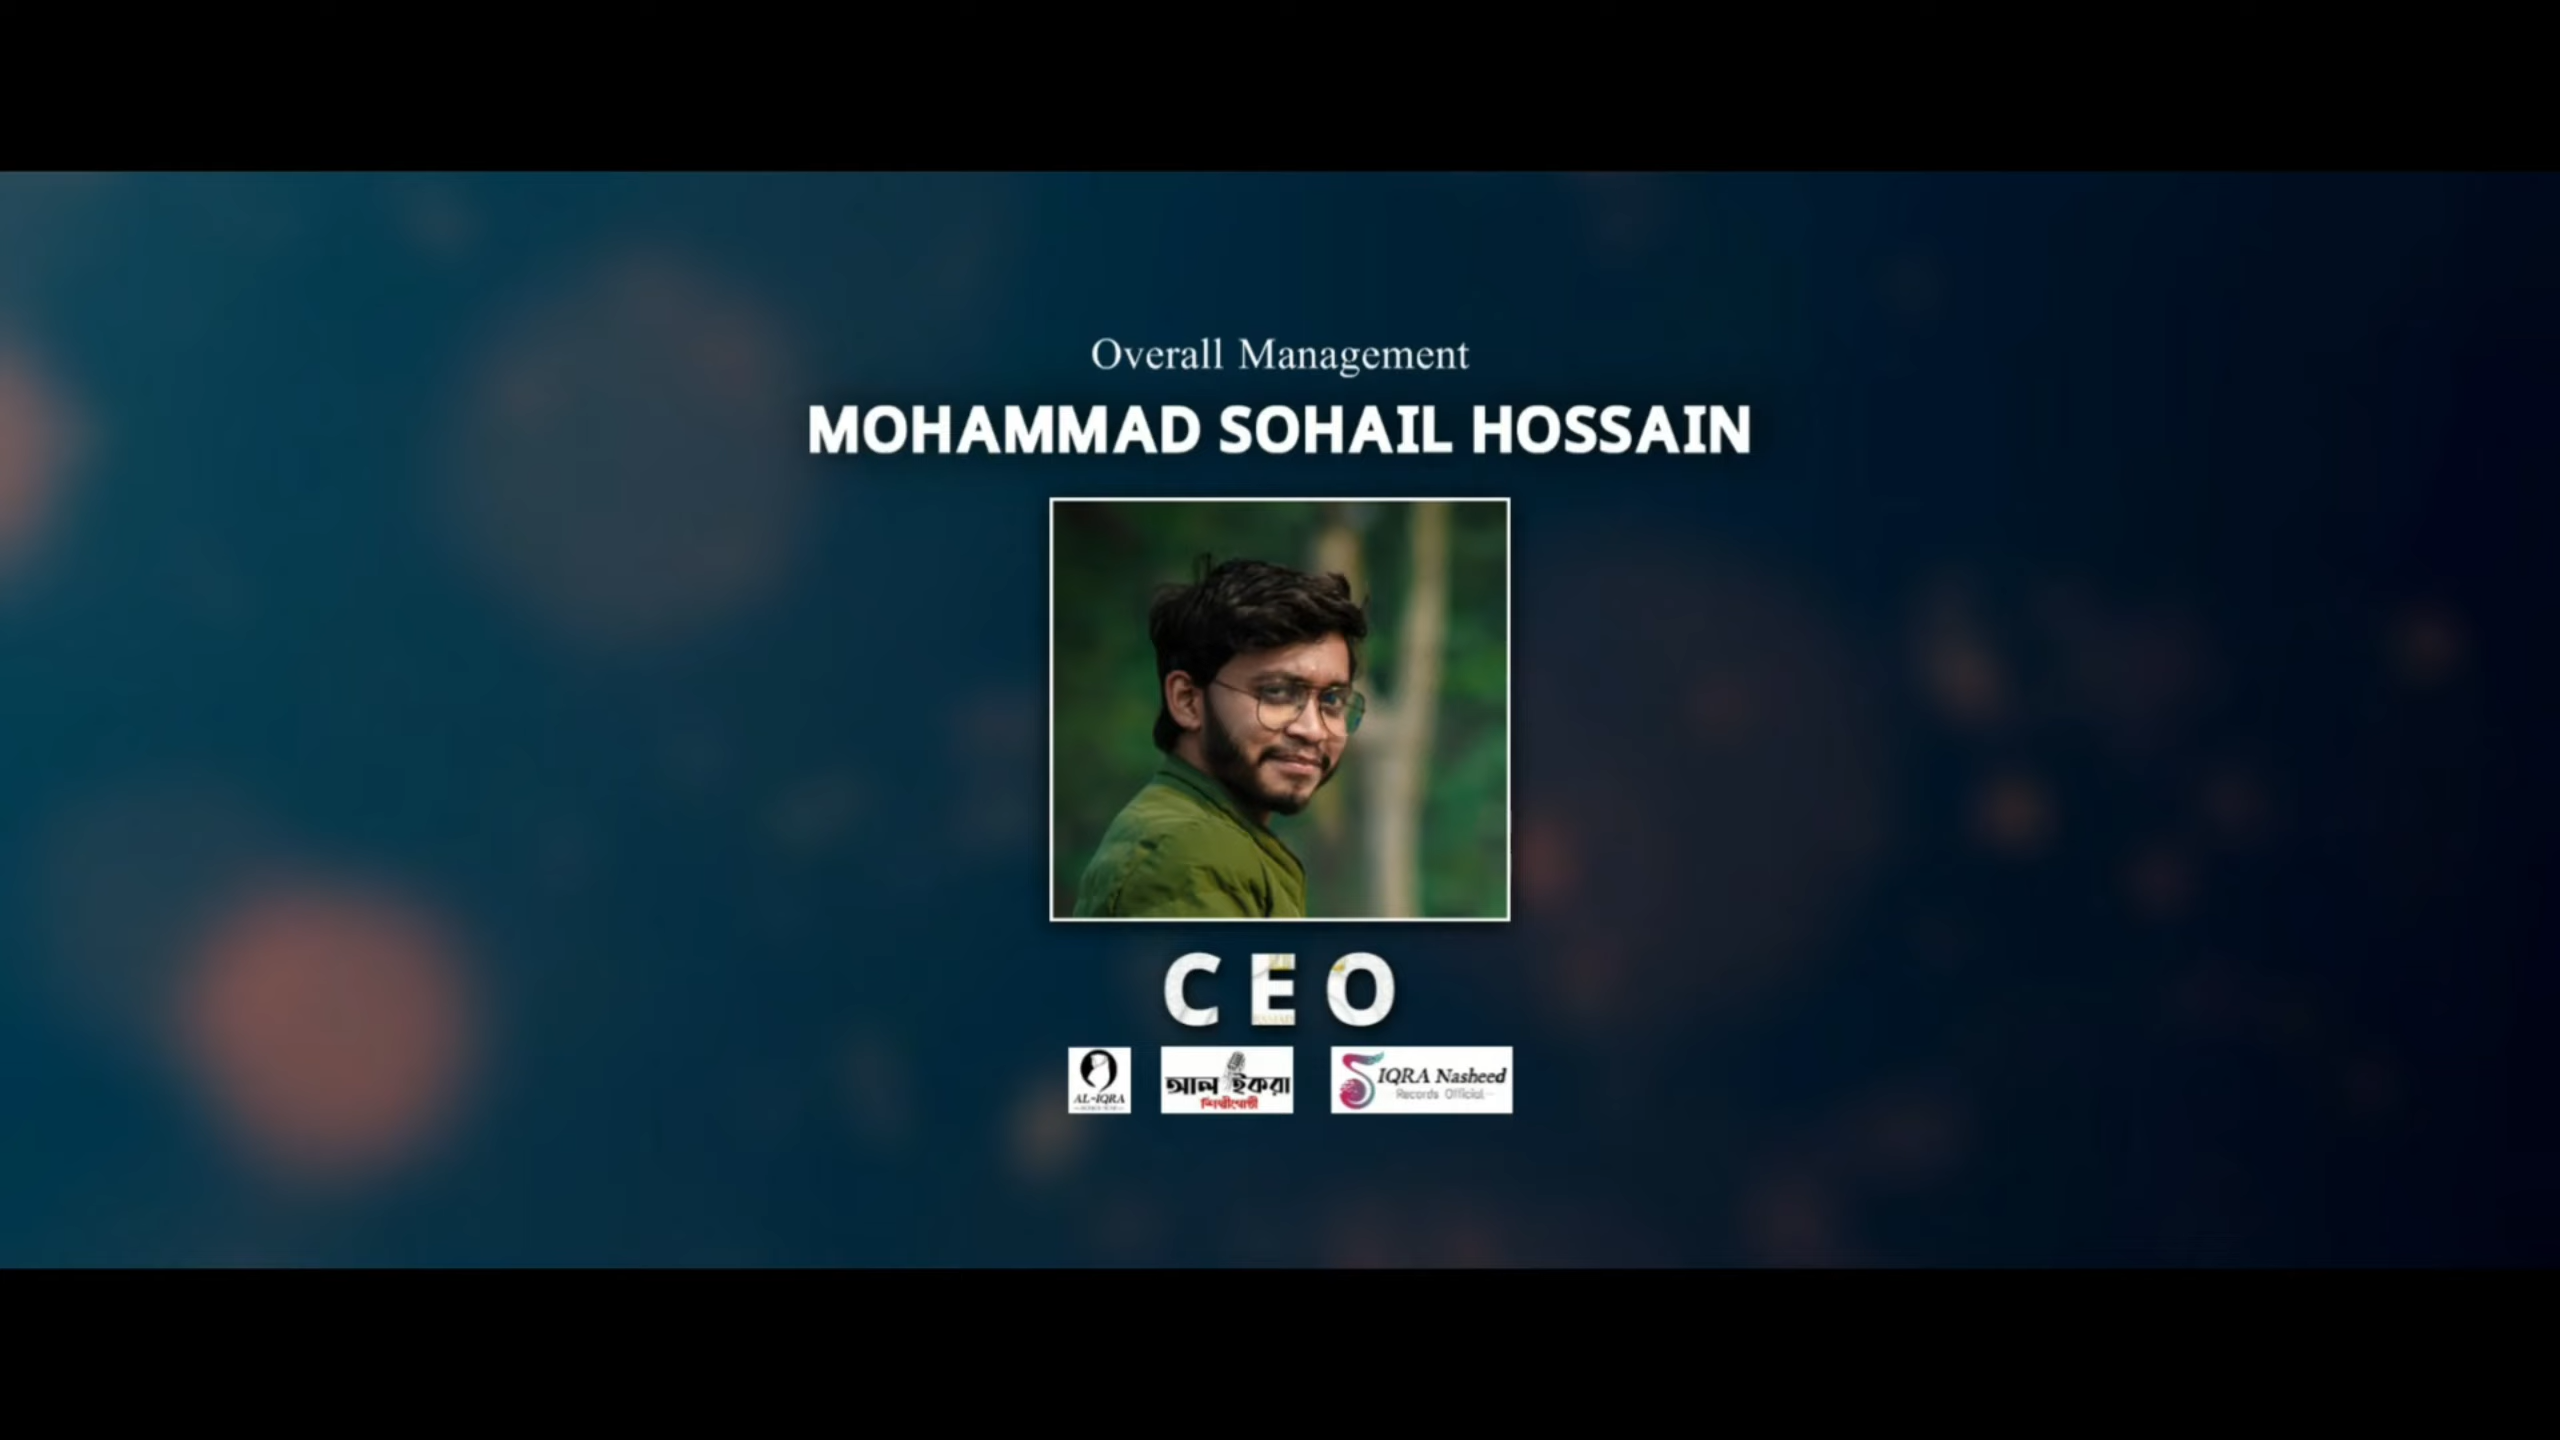 Overall Management
MOHAMMAD SOHAIL HOSSAIN
CEO
AL-IQRA
আল ইকরা
শিল্পীগোষ্ঠী
IQRA Nasheed
Records Official